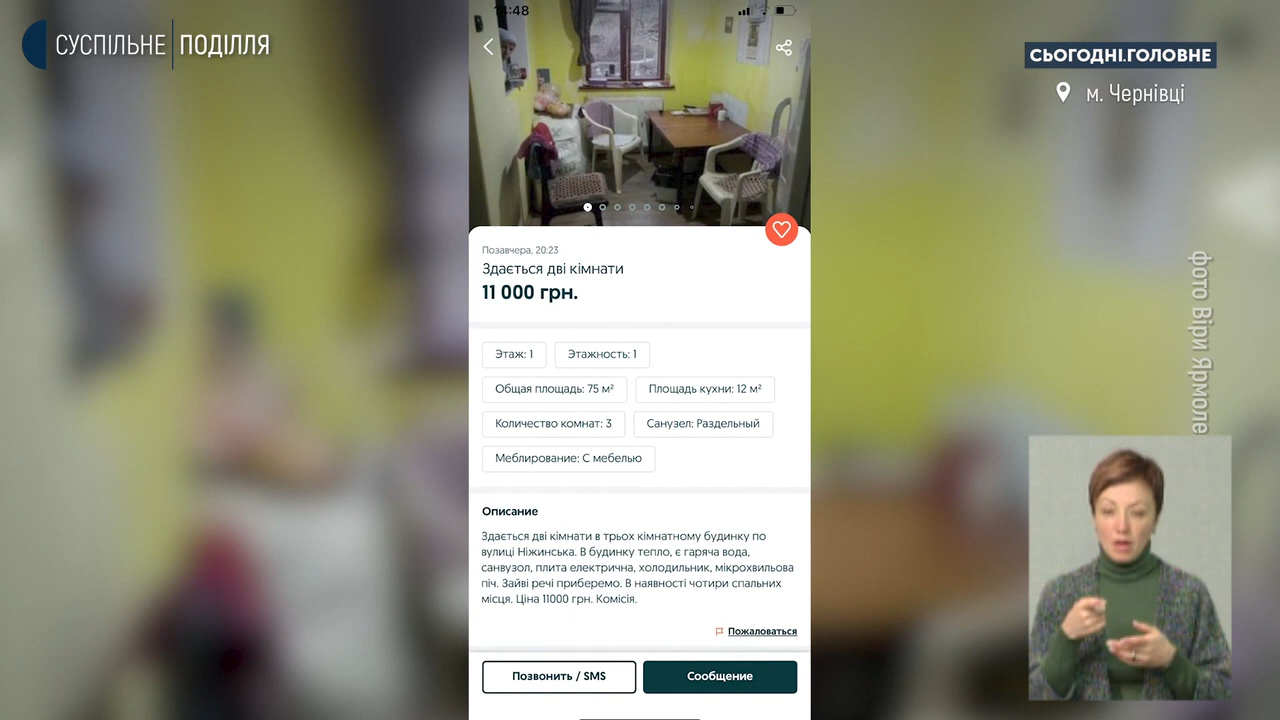 СУСПІЛЬНЕ ПОДІЛЛЯ
СЬОГОДНІ.ГОЛОВНЕ
м. Чернівці
фото Віри Ярмоле
:48
Позавчера, 20:23
Здається дві кімнати
11 000 грн.
Этаж: 1
Этажность: 1
Общая площадь: 75 м²
Площадь кухни: 12 м²
Количество комнат: 3
Санузел: Раздельный
Меблирование: С мебелью
Описание
Здається дві кімнати в трьох кімнатному будинку по
вулиці Ніжинська. В будинку тепло, є гаряча вода,
санвузол, плита електрична, холодильник, мікрохвильова
піч. Зайві речі приберемо. В наявності чотири спальних
місця. Ціна 11000 грн. Комісія.
Пожаловаться
Позвонить / SMS
Сообщение